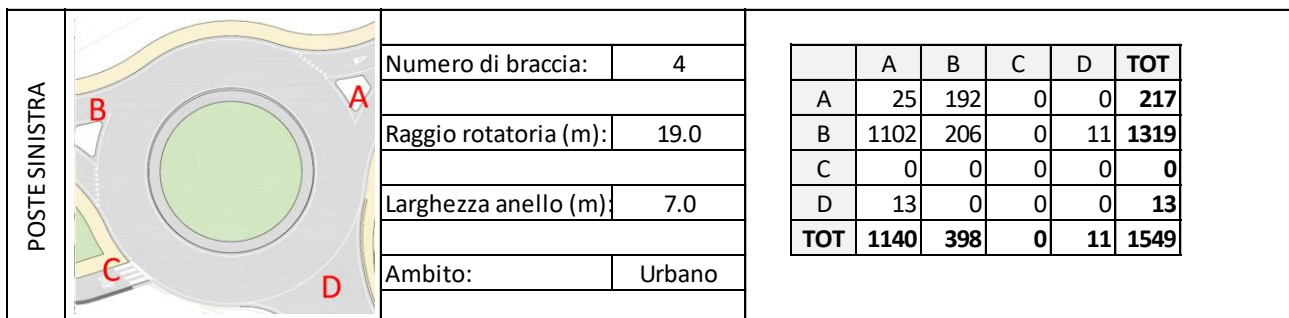 POSTE SINISTRA
A
B
C
D
Numero di braccia: 4
Raggio rotatoria (m): 19.0
Larghezza anello (m): 7.0
Ambito: Urbano
A B C D TOT
A 25 192 0 0 217
B 1102 206 0 11 1319
C 0 0 0 0 0
D 13 0 0 0 13
TOT 1140 398 0 11 1549